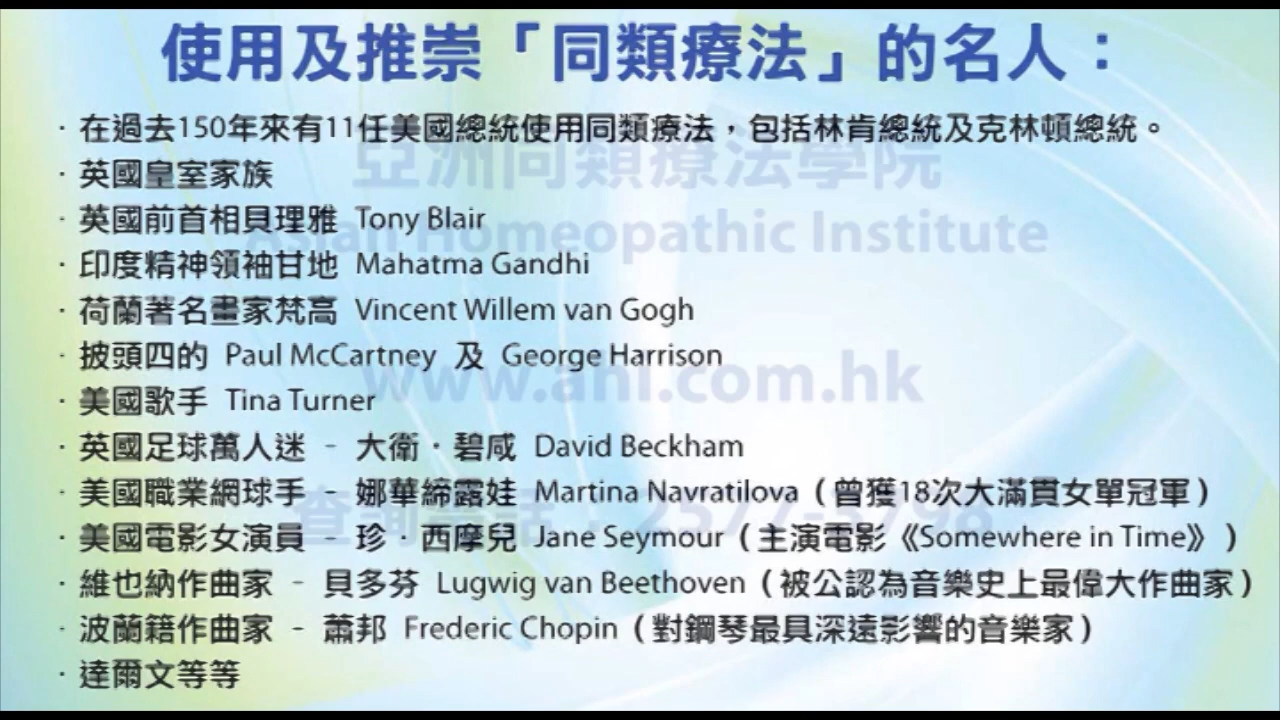 使用及推崇「同類療法」的名人：
· 在過去150年來有11任美國總統使用同類療法，包括林肯總統及克林頓總統。
亞洲同類療法學院
· 英國皇室家族
· 英國前首相貝理雅 Tony Blair
Asian Homeopathic Institute
· 印度精神領袖甘地 Mahatma Gandhi
· 荷蘭著名畫家梵高 Vincent Willem van Gogh
· 披頭四的 Paul McCartney 及 George Harrison
www.ahi.com.hk
· 美國歌手 Tina Turner
· 英國足球萬人迷 - 大衛·碧咸 David Beckham
· 美國職業網球手 - 娜華締露娃 Martina Navratilova（曾獲18次大滿貫女單冠軍）
查詢電話：2577-3798
· 美國電影女演員 - 珍·西摩兒 Jane Seymour（主演電影《Somewhere in Time》）
· 維也納作曲家 - 貝多芬 Lugwig van Beethoven（被公認為音樂史上最偉大作曲家）
· 波蘭籍作曲家 - 蕭邦 Frederic Chopin（對鋼琴最具深遠影響的音樂家）
· 達爾文等等